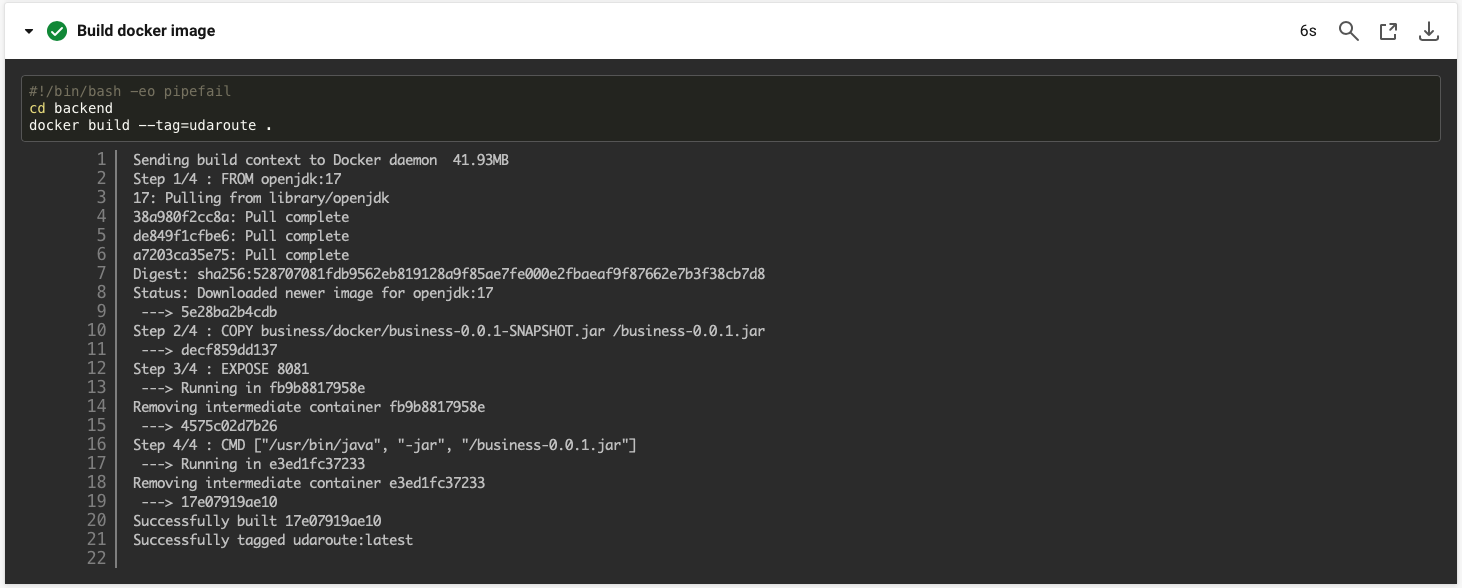 Build docker image
6s
#!/bin/bash -eo pipefail
cd backend
docker build --tag=udaroute .
1 Sending build context to Docker daemon  41.93MB
2 Step 1/4 : FROM openjdk:17
3 17: Pulling from library/openjdk
4 38a980f2cc8a: Pull complete
5 de849f1cfbe6: Pull complete
6 a7203ca35e75: Pull complete
7 Digest: sha256:528707081fdb9562eb819128a9f85ae7fe000e2fbaeaf9f87662e7b3f38cb7d8
8 Status: Downloaded newer image for openjdk:17
9  ---> 5e28ba2b4cdb
10 Step 2/4 : COPY business/docker/business-0.0.1-SNAPSHOT.jar /business-0.0.1.jar
11  ---> decf859dd137
12 Step 3/4 : EXPOSE 8081
13  ---> Running in fb9b8817958e
14 Removing intermediate container fb9b8817958e
15  ---> 4575c02d7b26
16 Step 4/4 : CMD ["/usr/bin/java", "-jar", "/business-0.0.1.jar"]
17  ---> Running in e3ed1fc37233
18 Removing intermediate container e3ed1fc37233
19  ---> 17e07919ae10
20 Successfully built 17e07919ae10
21 Successfully tagged udaroute:latest
22